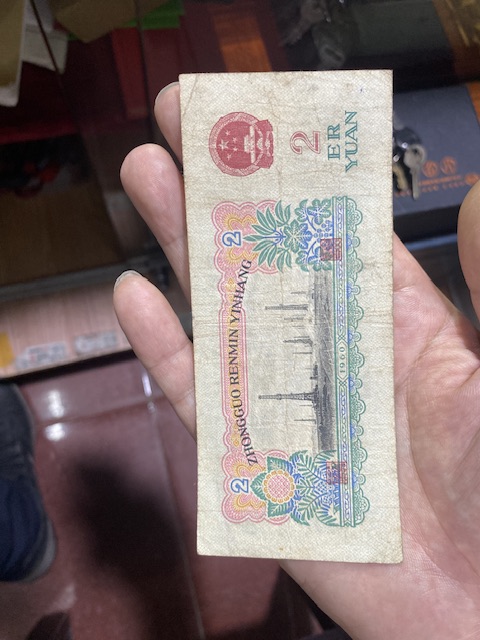 2
ER
YUAN
2
ZHONGGUO RENMIN YINHANG
2
1960